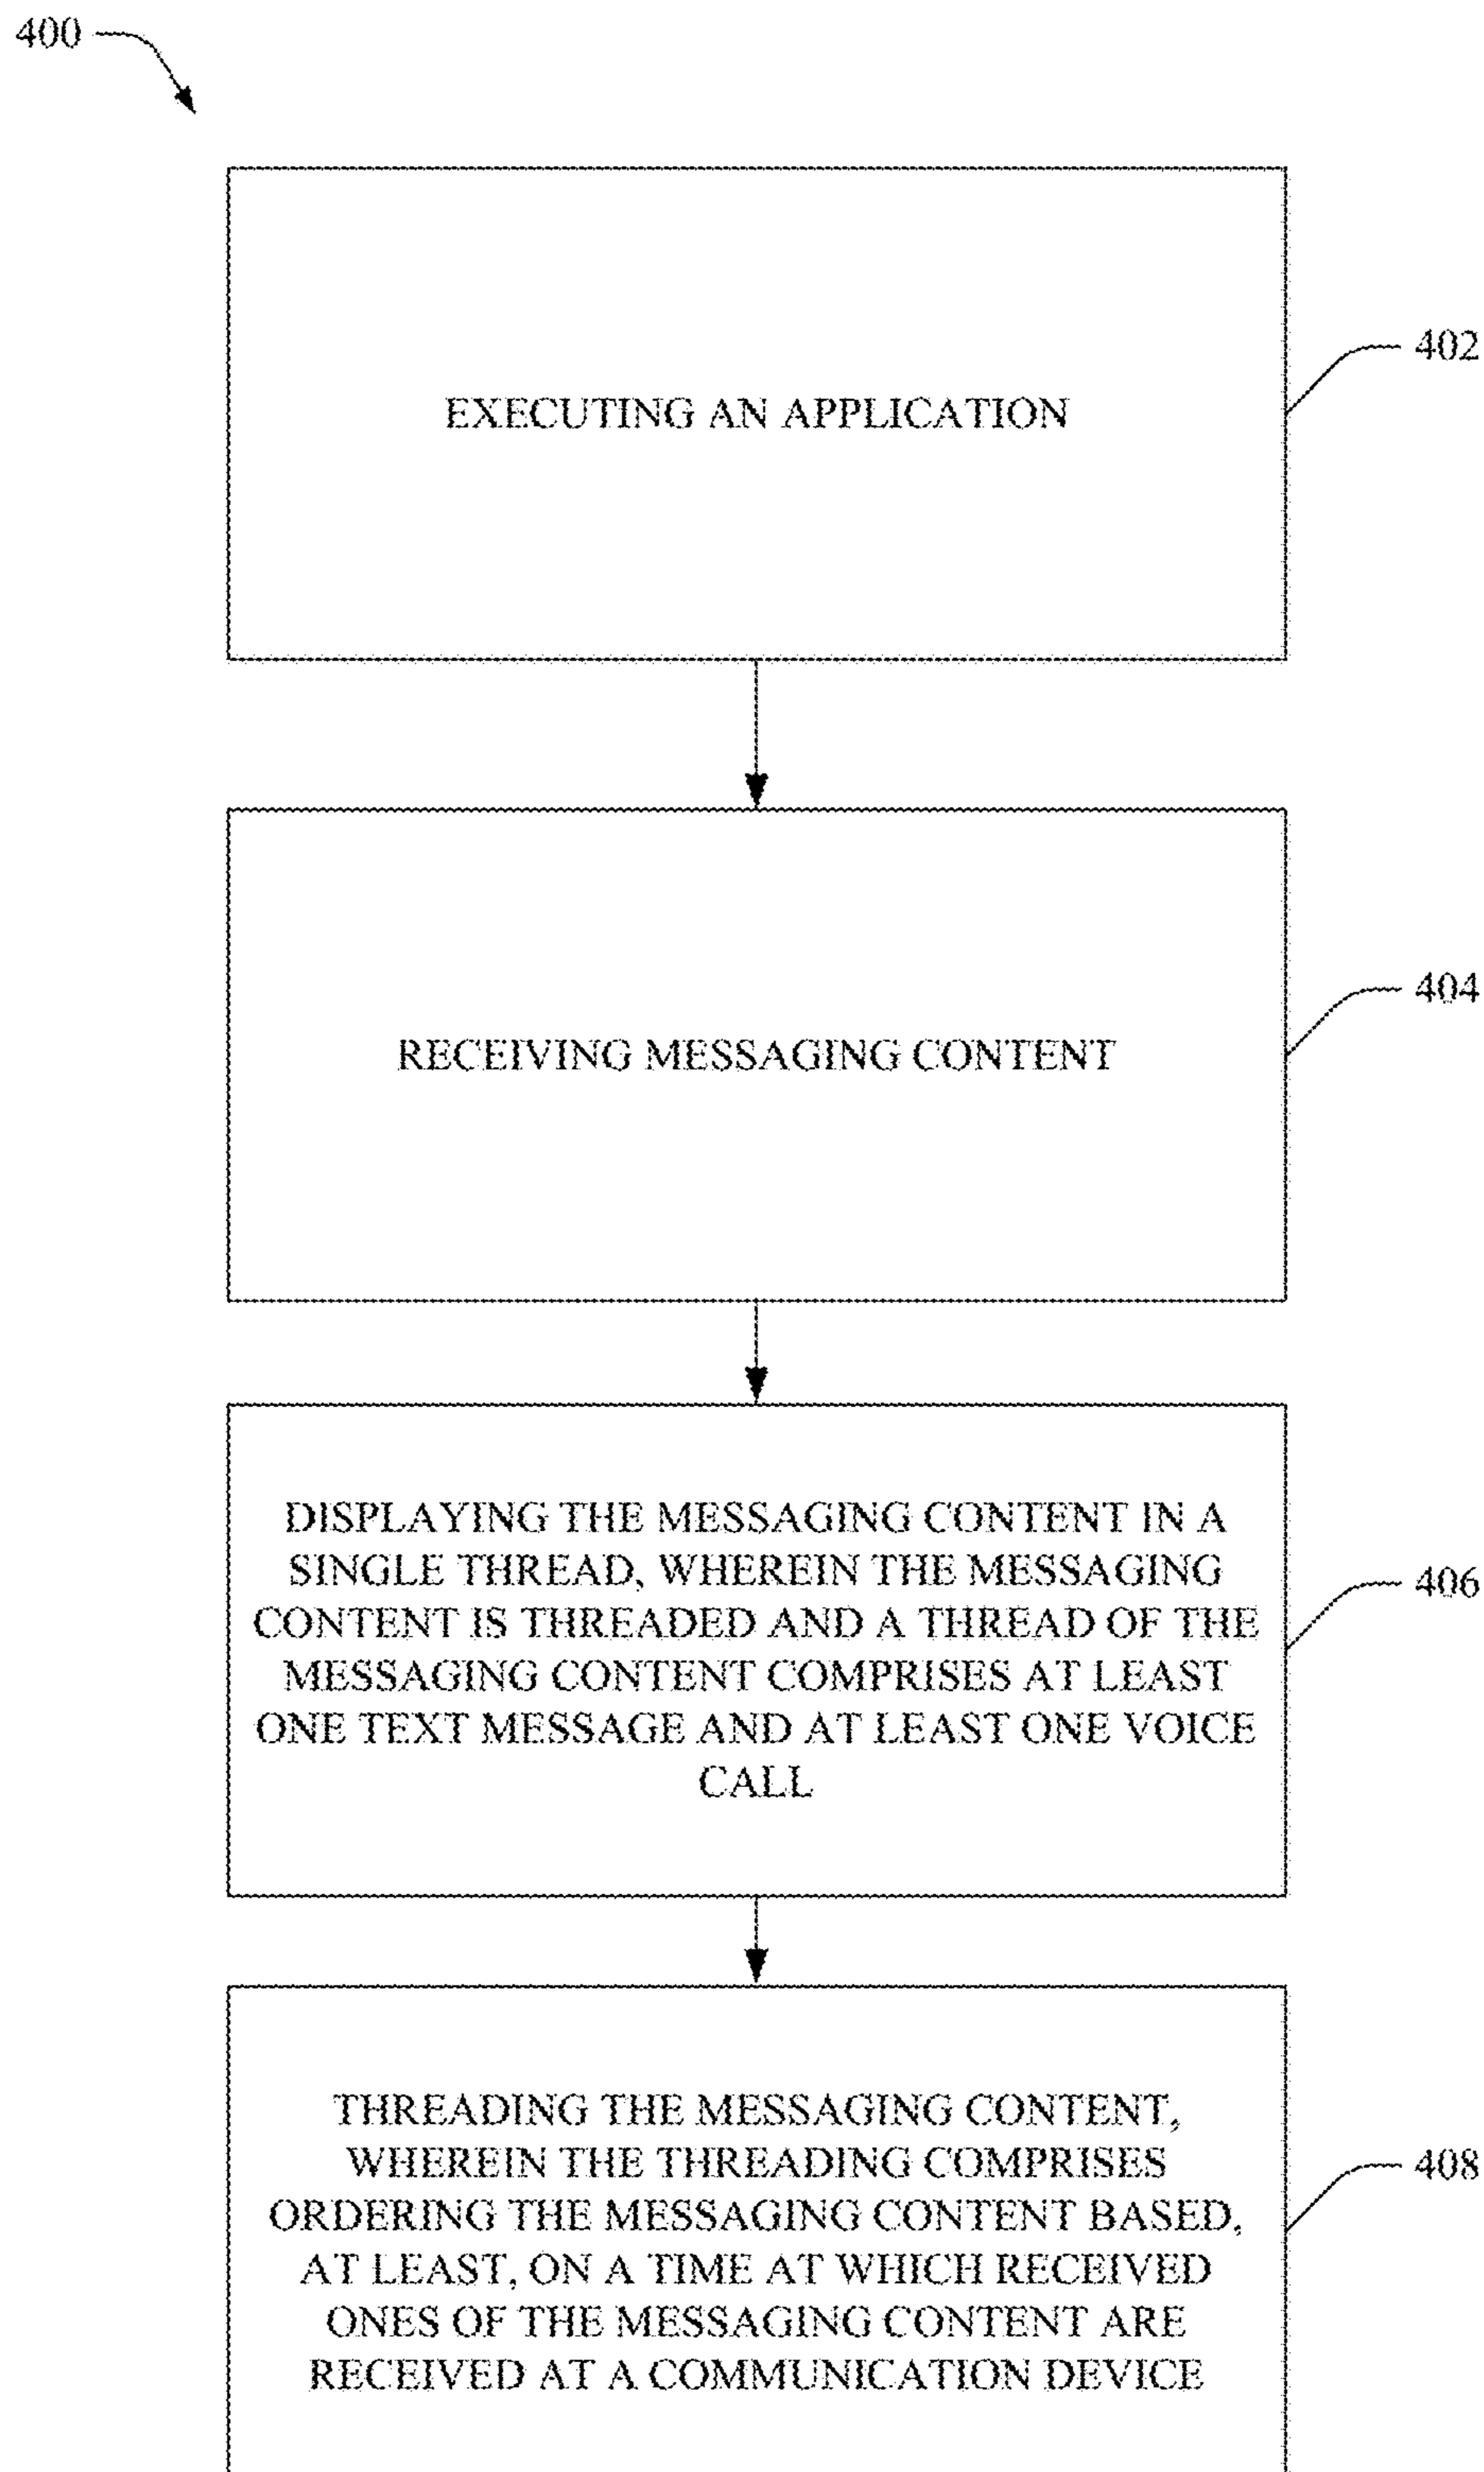 400
EXECUTING AN APPLICATION
402
RECEIVING MESSAGING CONTENT
404
DISPLAYING THE MESSAGING CONTENT IN A
SINGLE THREAD, WHEREIN THE MESSAGING
CONTENT IS THREADED AND A THREAD OF THE
MESSAGING CONTENT COMPRISES AT LEAST
ONE TEXT MESSAGE AND AT LEAST ONE VOICE
CALL
406
THREADING THE MESSAGING CONTENT,
WHEREIN THE THREADING COMPRISES
ORDERING THE MESSAGING CONTENT BASED,
AT LEAST, ON A TIME AT WHICH RECEIVED
ONES OF THE MESSAGING CONTENT ARE
RECEIVED AT A COMMUNICATION DEVICE
408